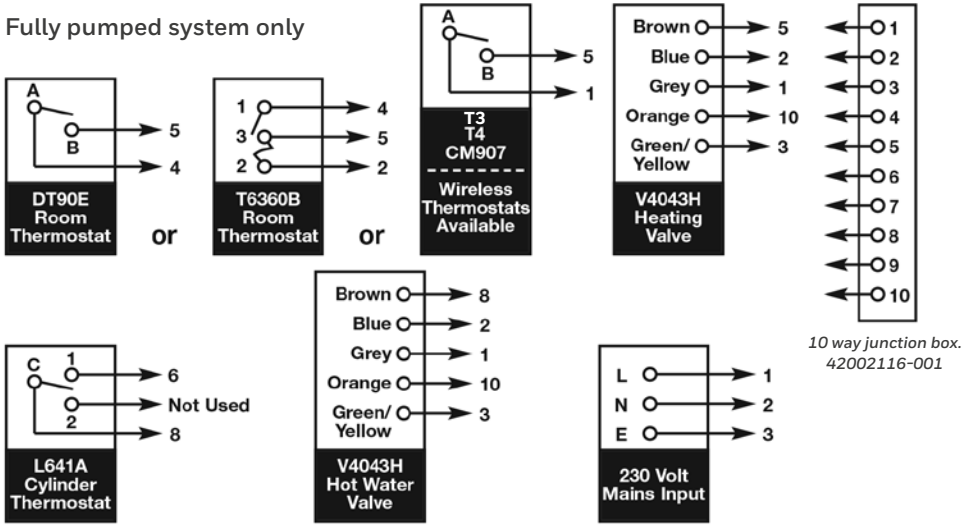 Fully pumped system only
A
B
5
4
DT90E
Room
Thermostat
or
1
3
2
4
5
2
T6360B
Room
Thermostat
or
A
B
5
1
T3
T4
CM907
Wireless
Thermostats
Available
Brown 5
Blue 2
Grey 1
Orange 10
Green/
Yellow
3
V4043H
Heating
Valve
1
2
3
4
5
6
7
8
9
10
10 way junction box.
42002116-001
C
1
2
6
Not Used
8
L641A
Cylinder
Thermostat
Brown 8
Blue 2
Grey 1
Orange 10
Green/
Yellow
3
V4043H
Hot Water
Valve
L 1
N 2
E 3
230 Volt
Mains Input